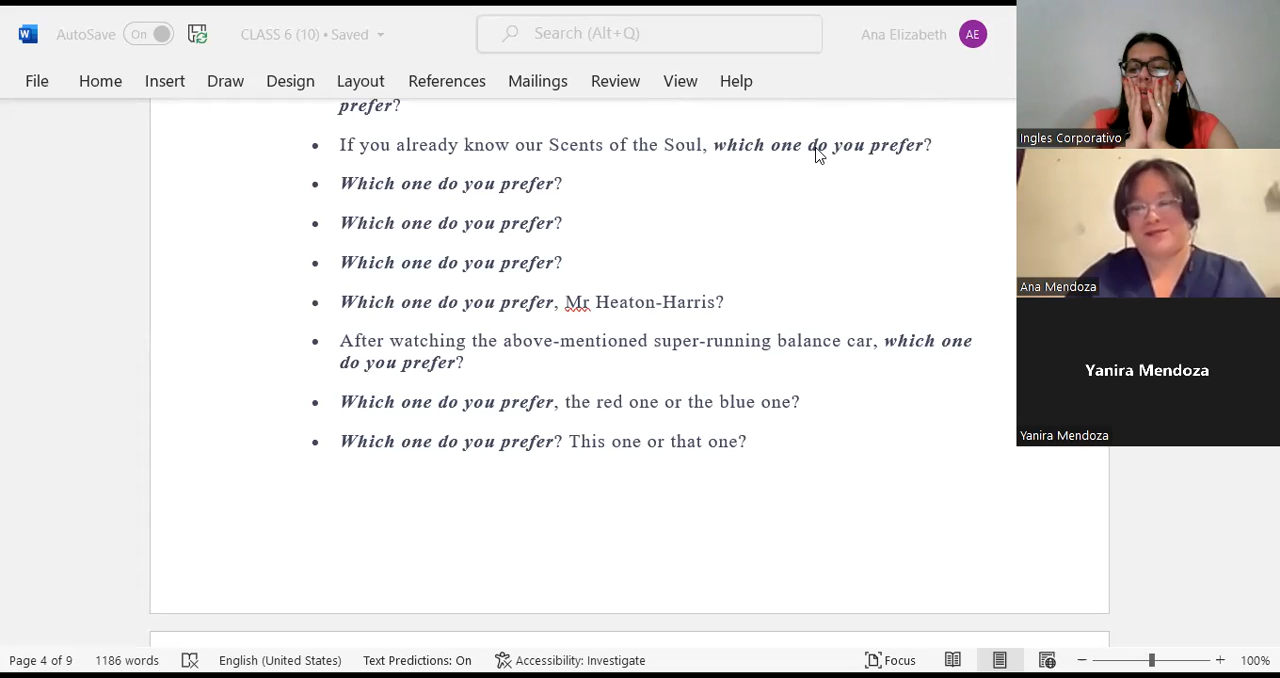 AutoSave On CLASS 6 (10) • Saved Search (Alt+Q) Ana Elizabeth AE
File Home Insert Draw Design Layout References Mailings Review View Help
prefer?
• If you already know our Scents of the Soul, which one do you prefer?
• Which one do you prefer?
• Which one do you prefer?
• Which one do you prefer?
• Which one do you prefer, Mr Heaton-Harris?
• After watching the above-mentioned super-running balance car, which one
do you prefer?
• Which one do you prefer, the red one or the blue one?
• Which one do you prefer? This one or that one?
Ingles Corporativo
Ana Mendoza
Yanira Mendoza
Yanira Mendoza
Page 4 of 9 1186 words English (United States) Text Predictions: On Accessibility: Investigate Focus 100%